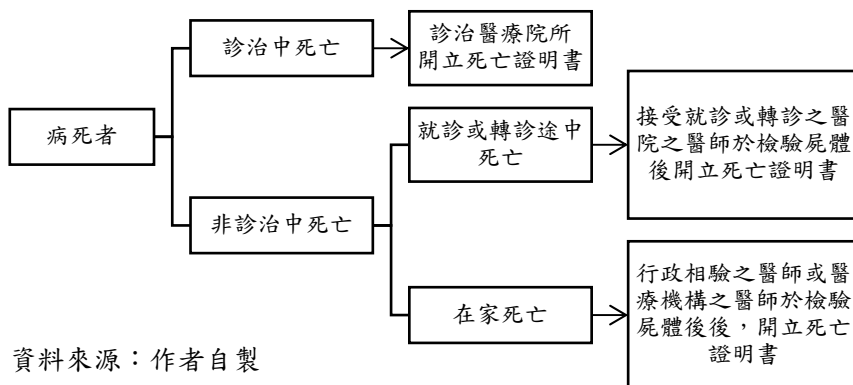 診治中死亡
診治醫療院所
開立死亡證明書
病死者
就診或轉診途中
死亡
接受就診或轉診之醫
院之醫師於檢驗屍體
後開立死亡證明書
非診治中死亡
在家死亡
行政相驗之醫師或醫
療機構之醫師於檢驗
屍體後後，開立死亡
證明書
資料來源：作者自製